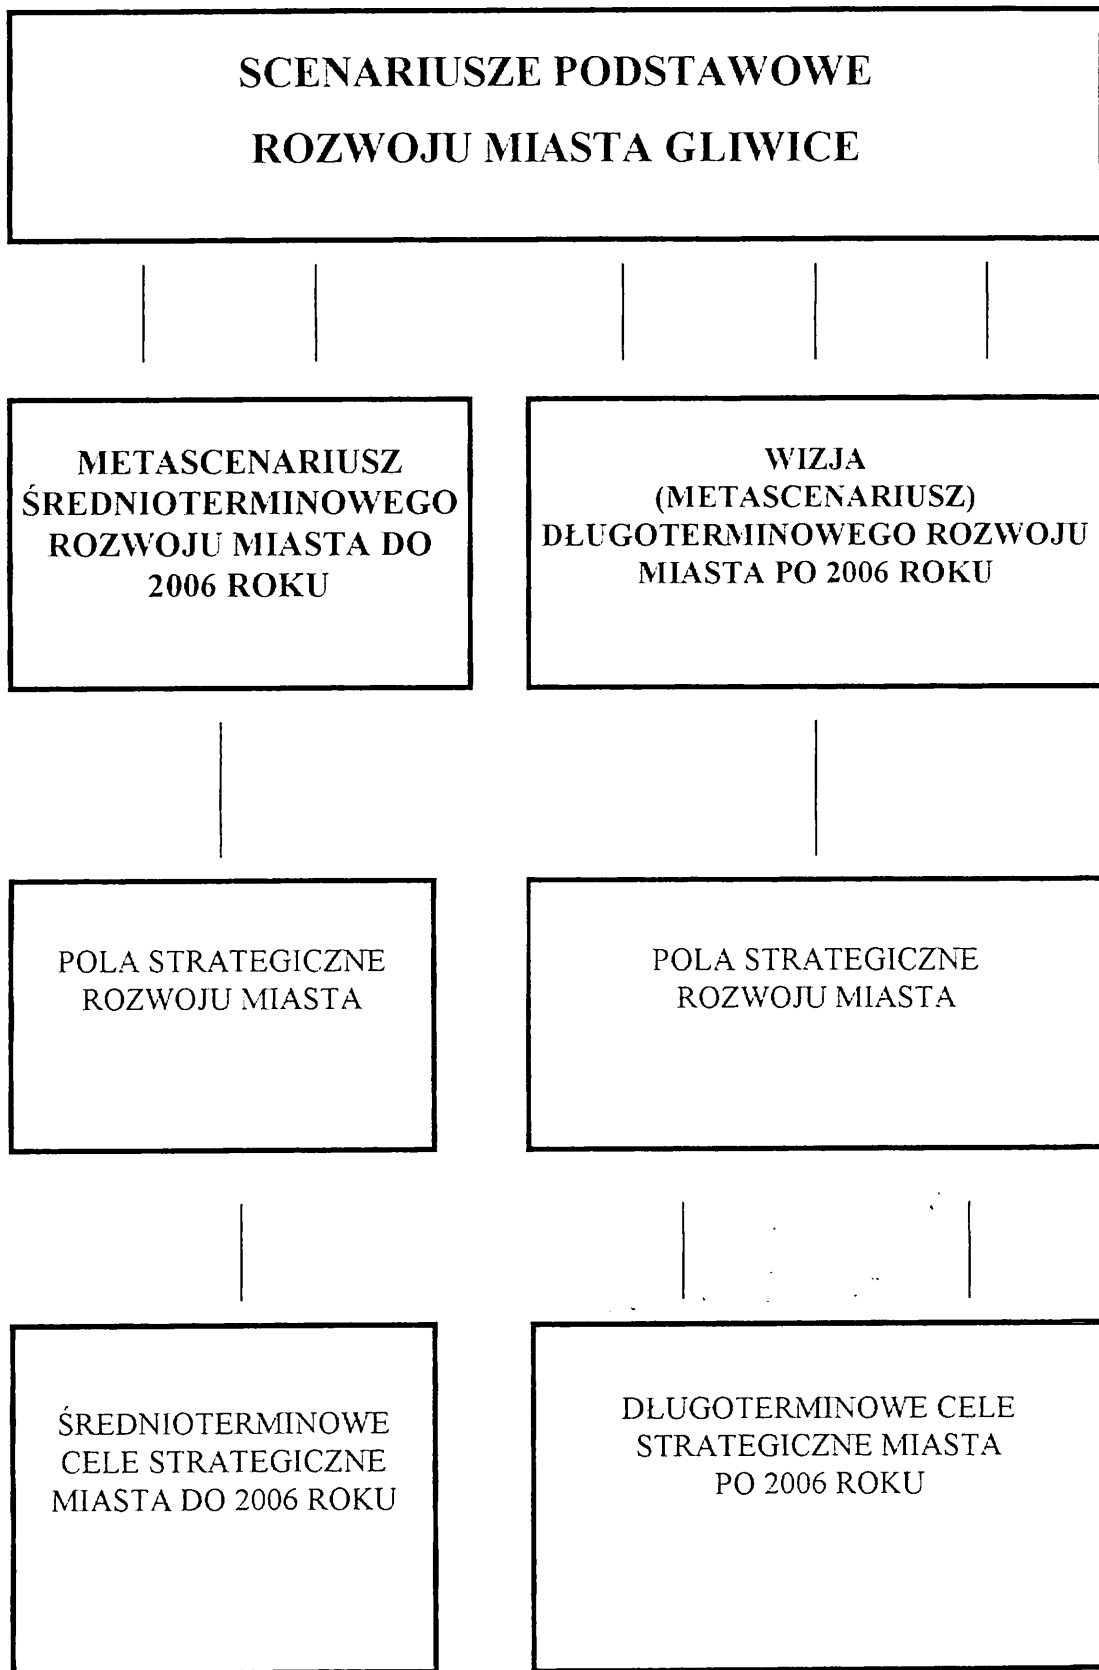 SCENARIUSZE PODSTAWOWE
ROZWOJU MIASTA GLIWICE
METASCENARIUSZ
ŚREDNIOTERMINOWEGO
ROZWOJU MIASTA DO
2006 ROKU
WIZJA
(METASCENARIUSZ)
DŁUGOTERMINOWEGO ROZWOJU
MIASTA PO 2006 ROKU
POLA STRATEGICZNE
ROZWOJU MIASTA
POLA STRATEGICZNE
ROZWOJU MIASTA
ŚREDNIOTERMINOWE
CELE STRATEGICZNE
MIASTA DO 2006 ROKU
DŁUGOTERMINOWE CELE
STRATEGICZNE MIASTA
PO 2006 ROKU